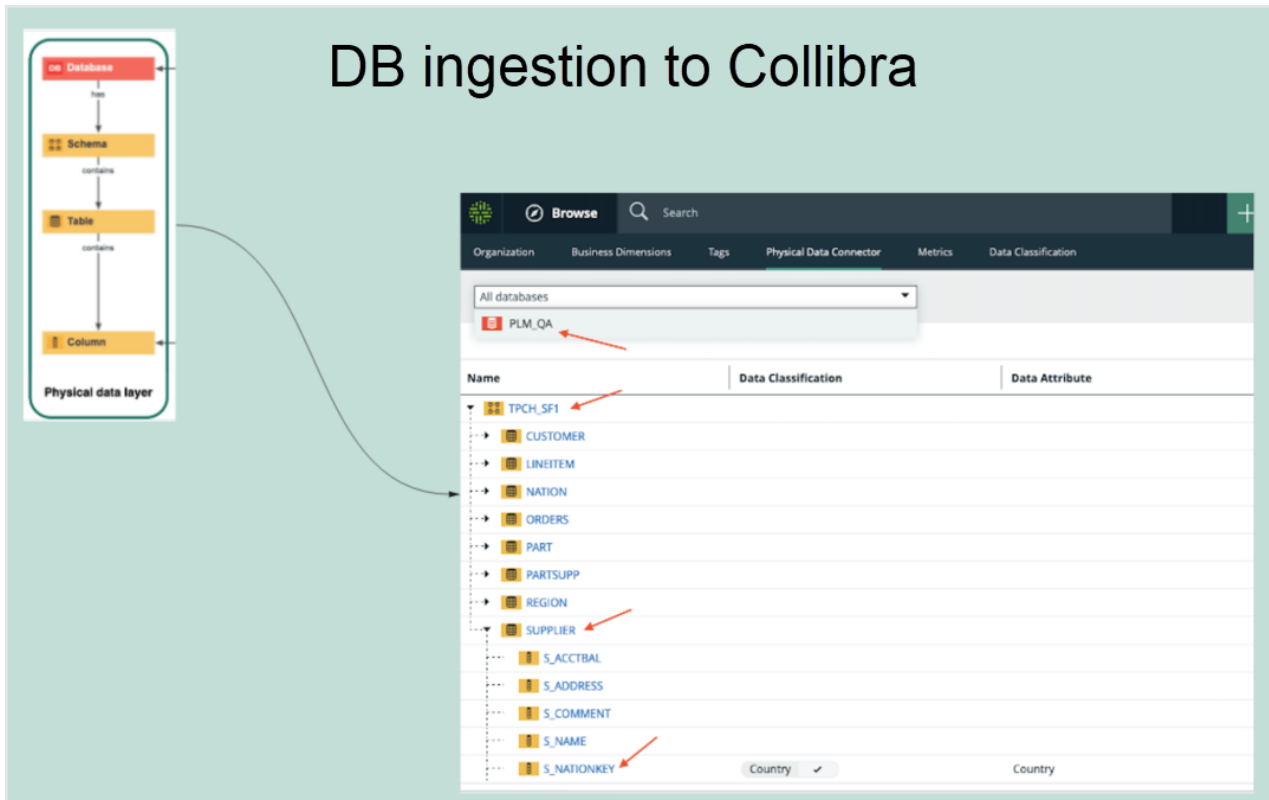 DB ingestion to Collibra
DB Database
has
Schema
contains
Table
contains
Column
Physical data layer
Browse Search
Organization Business Dimensions Tags Physical Data Connector Metrics Data Classification
All databases
PLM_QA
Name Data Classification Data Attribute
TPCH_SF1
CUSTOMER
LINEITEM
NATION
ORDERS
PART
PARTSUPP
REGION
SUPPLIER
S_ACCTBAL
S_ADDRESS
S_COMMENT
S_NAME
S_NATIONKEY Country Country